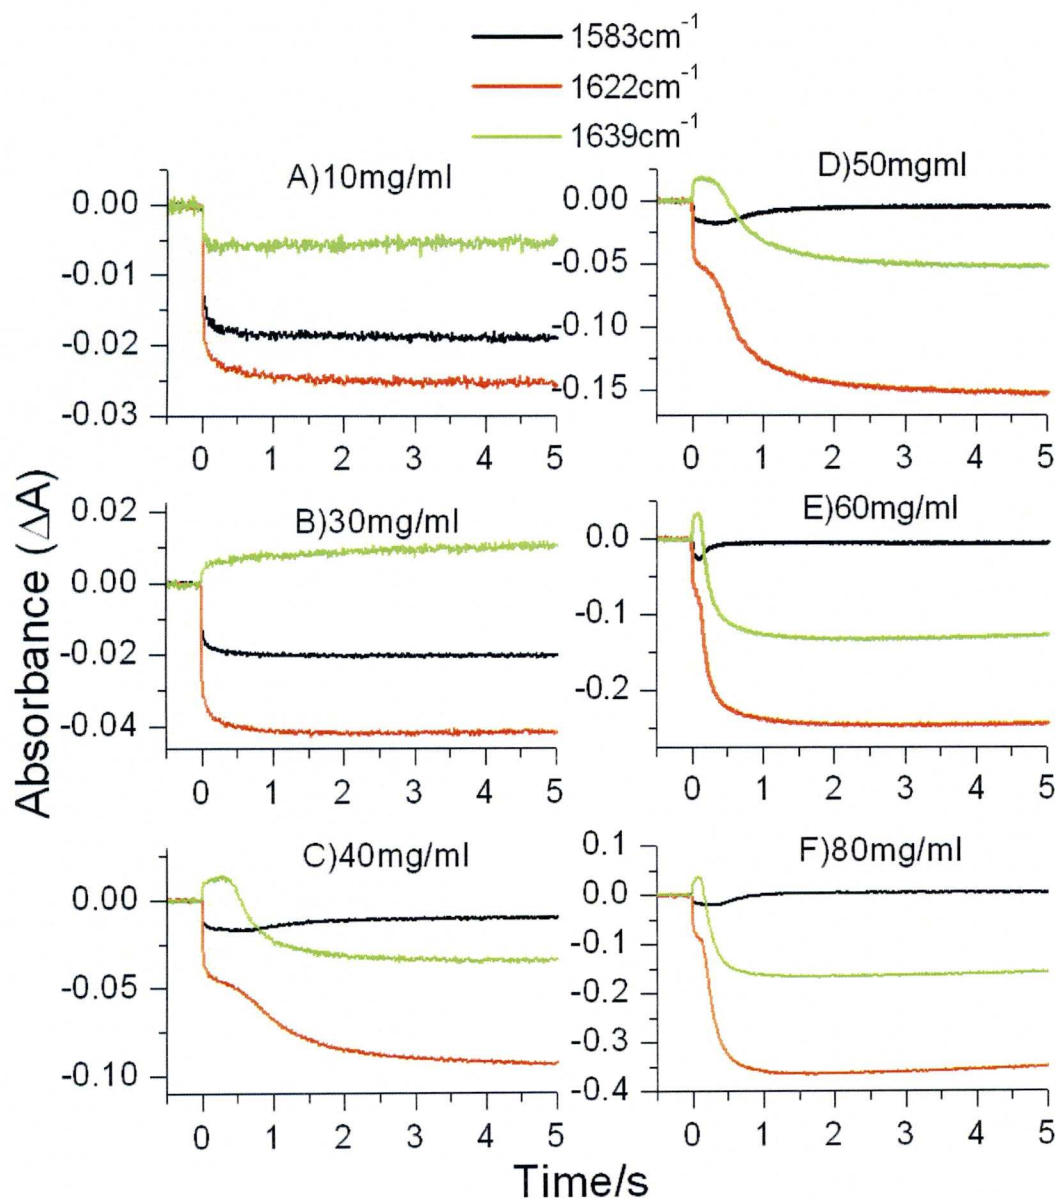 1583cm⁻¹
1622cm⁻¹
1639cm⁻¹
A)10mg/ml
0.00
-0.01
-0.02
-0.03
0 1 2 3 4 5
D)50mgml
0.00
-0.05
-0.10
-0.15
0 1 2 3 4 5
Absorbance (ΔA)
B)30mg/ml
0.02
0.00
-0.02
-0.04
0 1 2 3 4 5
E)60mg/ml
0.0
-0.1
-0.2
0 1 2 3 4 5
C)40mg/ml
0.00
-0.05
-0.10
0 1 2 3 4 5
F)80mg/ml
0.1
0.0
-0.1
-0.2
-0.3
-0.4
0 1 2 3 4 5
Time/s